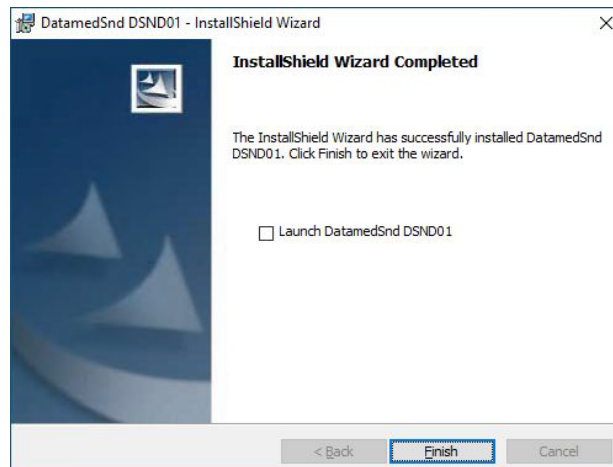 DatamedSnd DSND01 - InstallShield Wizard
InstallShield Wizard Completed
The InstallShield Wizard has successfully installed DatamedSnd
DSND01. Click Finish to exit the wizard.
Launch DatamedSnd DSND01
< Back
Finish
Cancel